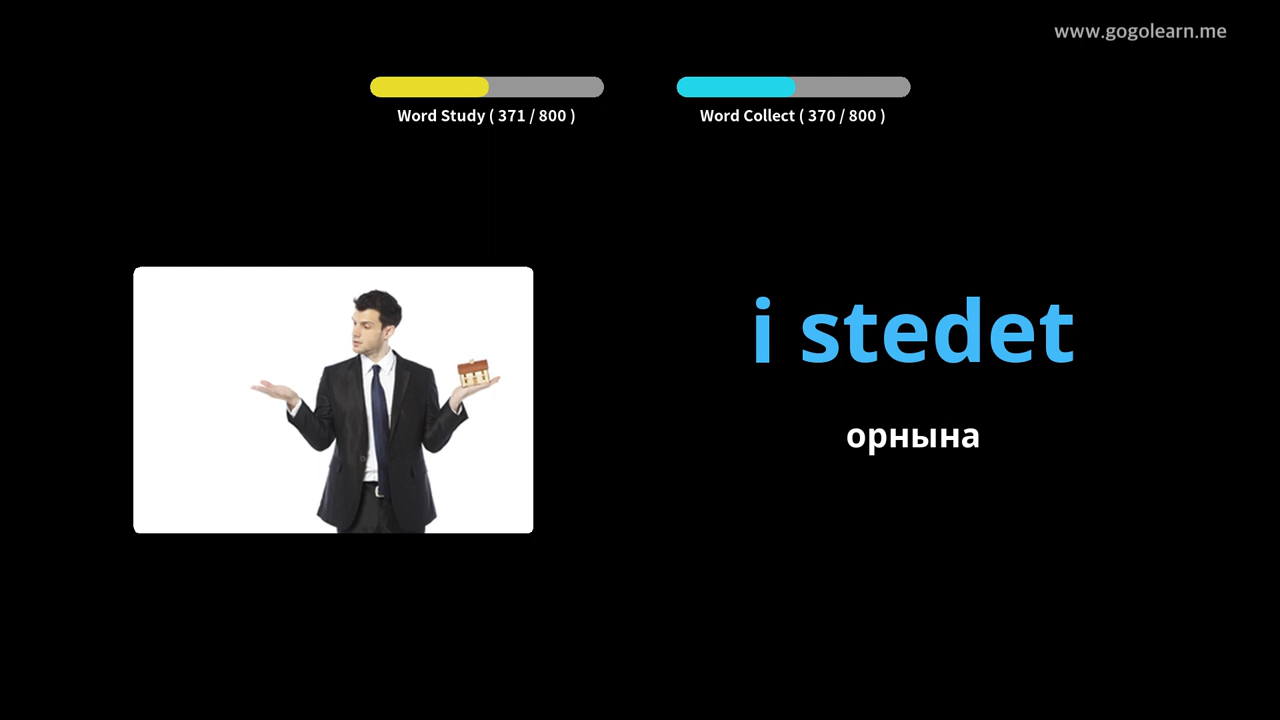 www.gogolearn.me
Word Study ( 371 / 800 )
Word Collect ( 370 / 800 )
i stedet
орнына